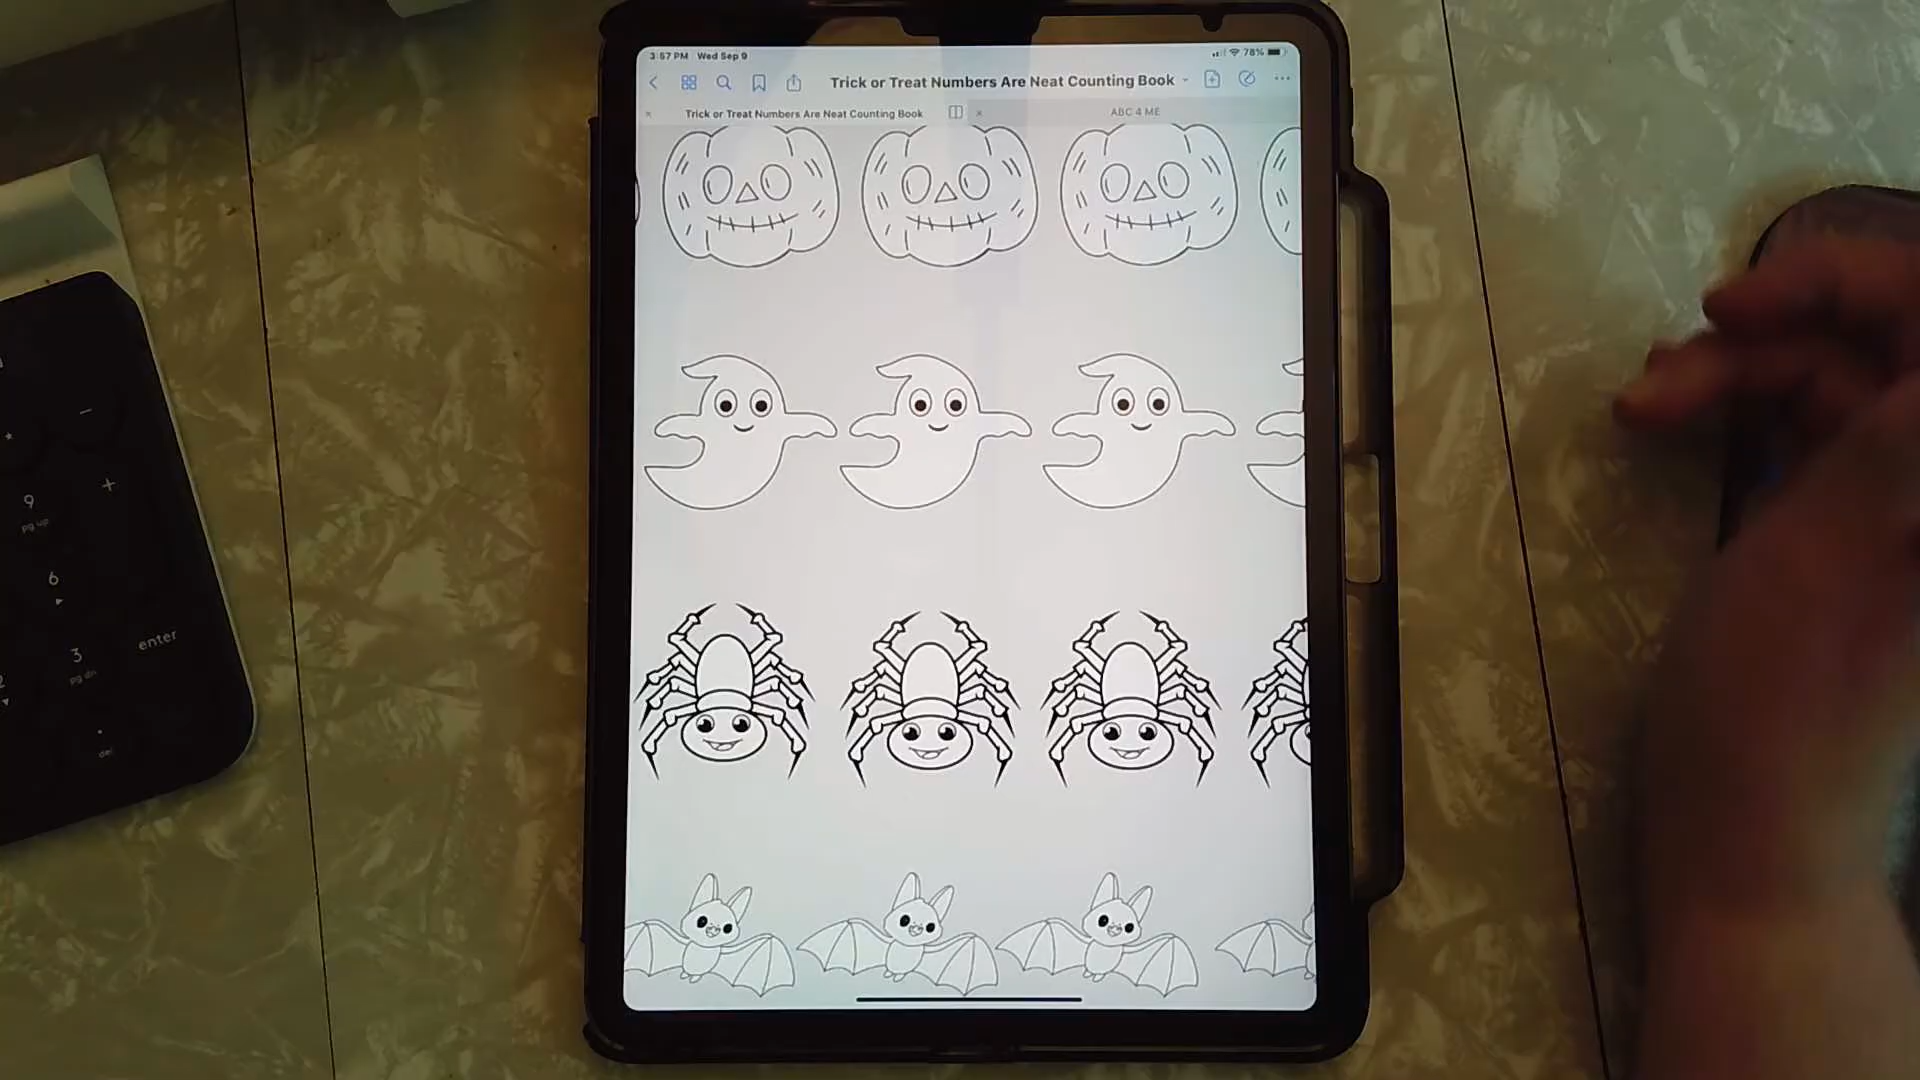 3:57 PM Wed Sep 9
78%
Trick or Treat Numbers Are Neat Counting Book
Trick or Treat Numbers Are Neat Counting Book
ABC 4 ME
*
−
9
pg up
+
6
3
pg dn
enter
2
.
del